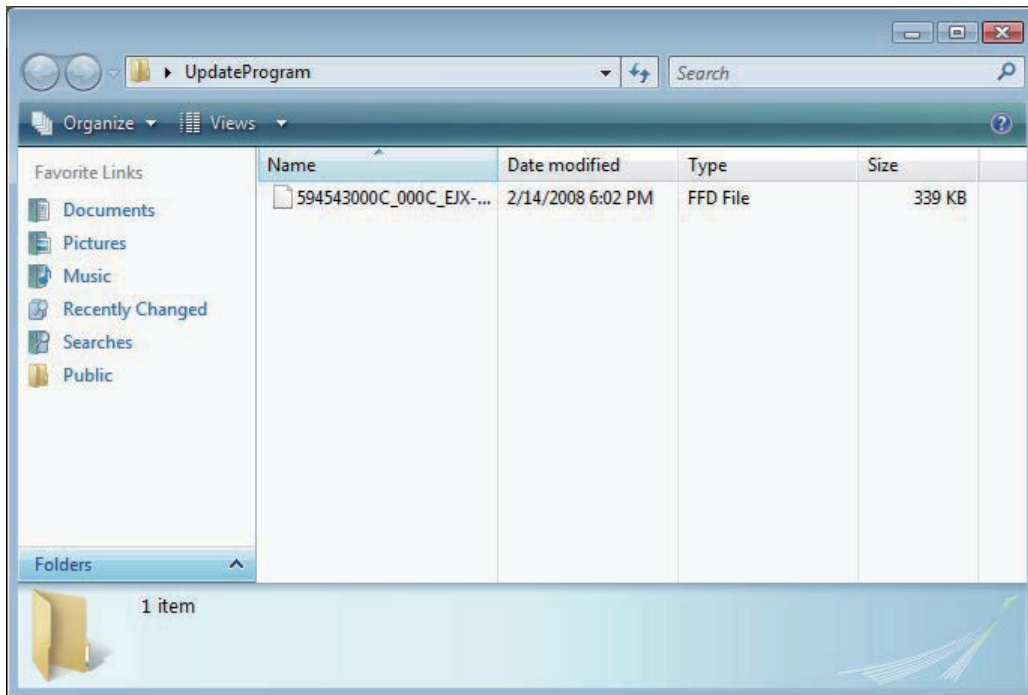 UpdateProgram
Search
Organize Views
Favorite Links
Documents
Pictures
Music
Recently Changed
Searches
Public
Folders
Name Date modified Type Size
594543000C_000C_EJX-... 2/14/2008 6:02 PM FFD File 339 KB
1 item